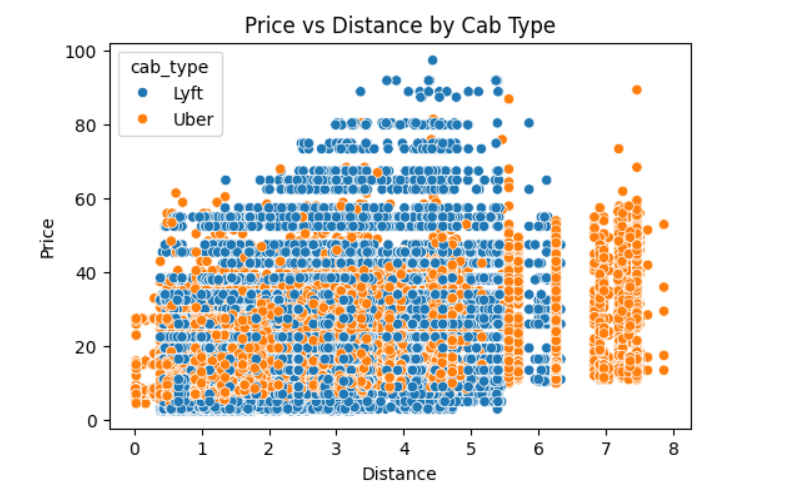 Price vs Distance by Cab Type
100
80
60
40
20
0
Price
cab_type
Lyft
Uber
0 1 2 3 4 5 6 7 8
Distance